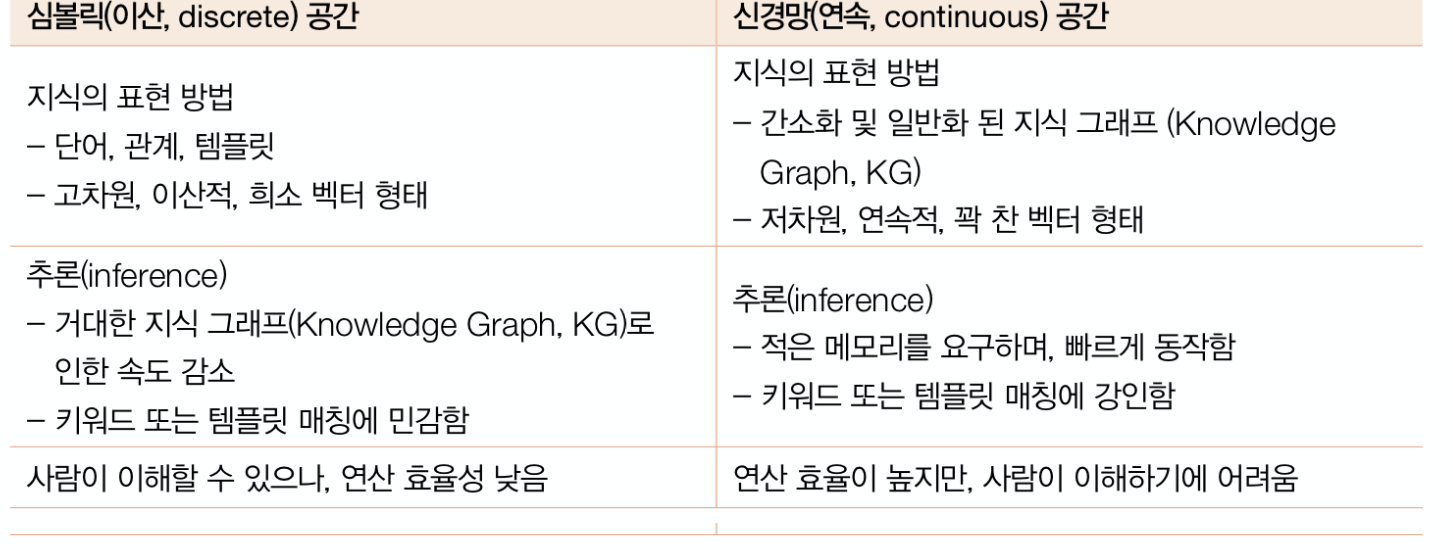 심볼릭(이산, discrete) 공간
지식의 표현 방법
– 단어, 관계, 템플릿
– 고차원, 이산적, 희소 벡터 형태
추론(inference)
– 거대한 지식 그래프(Knowledge Graph, KG)로
인한 속도 감소
– 키워드 또는 템플릿 매칭에 민감함
사람이 이해할 수 있으나, 연산 효율성 낮음
신경망(연속, continuous) 공간
지식의 표현 방법
– 간소화 및 일반화 된 지식 그래프 (Knowledge
Graph, KG)
– 저차원, 연속적, 꽉 찬 벡터 형태
추론(inference)
– 적은 메모리를 요구하며, 빠르게 동작함
– 키워드 또는 템플릿 매칭에 강인함
연산 효율이 높지만, 사람이 이해하기에 어려움